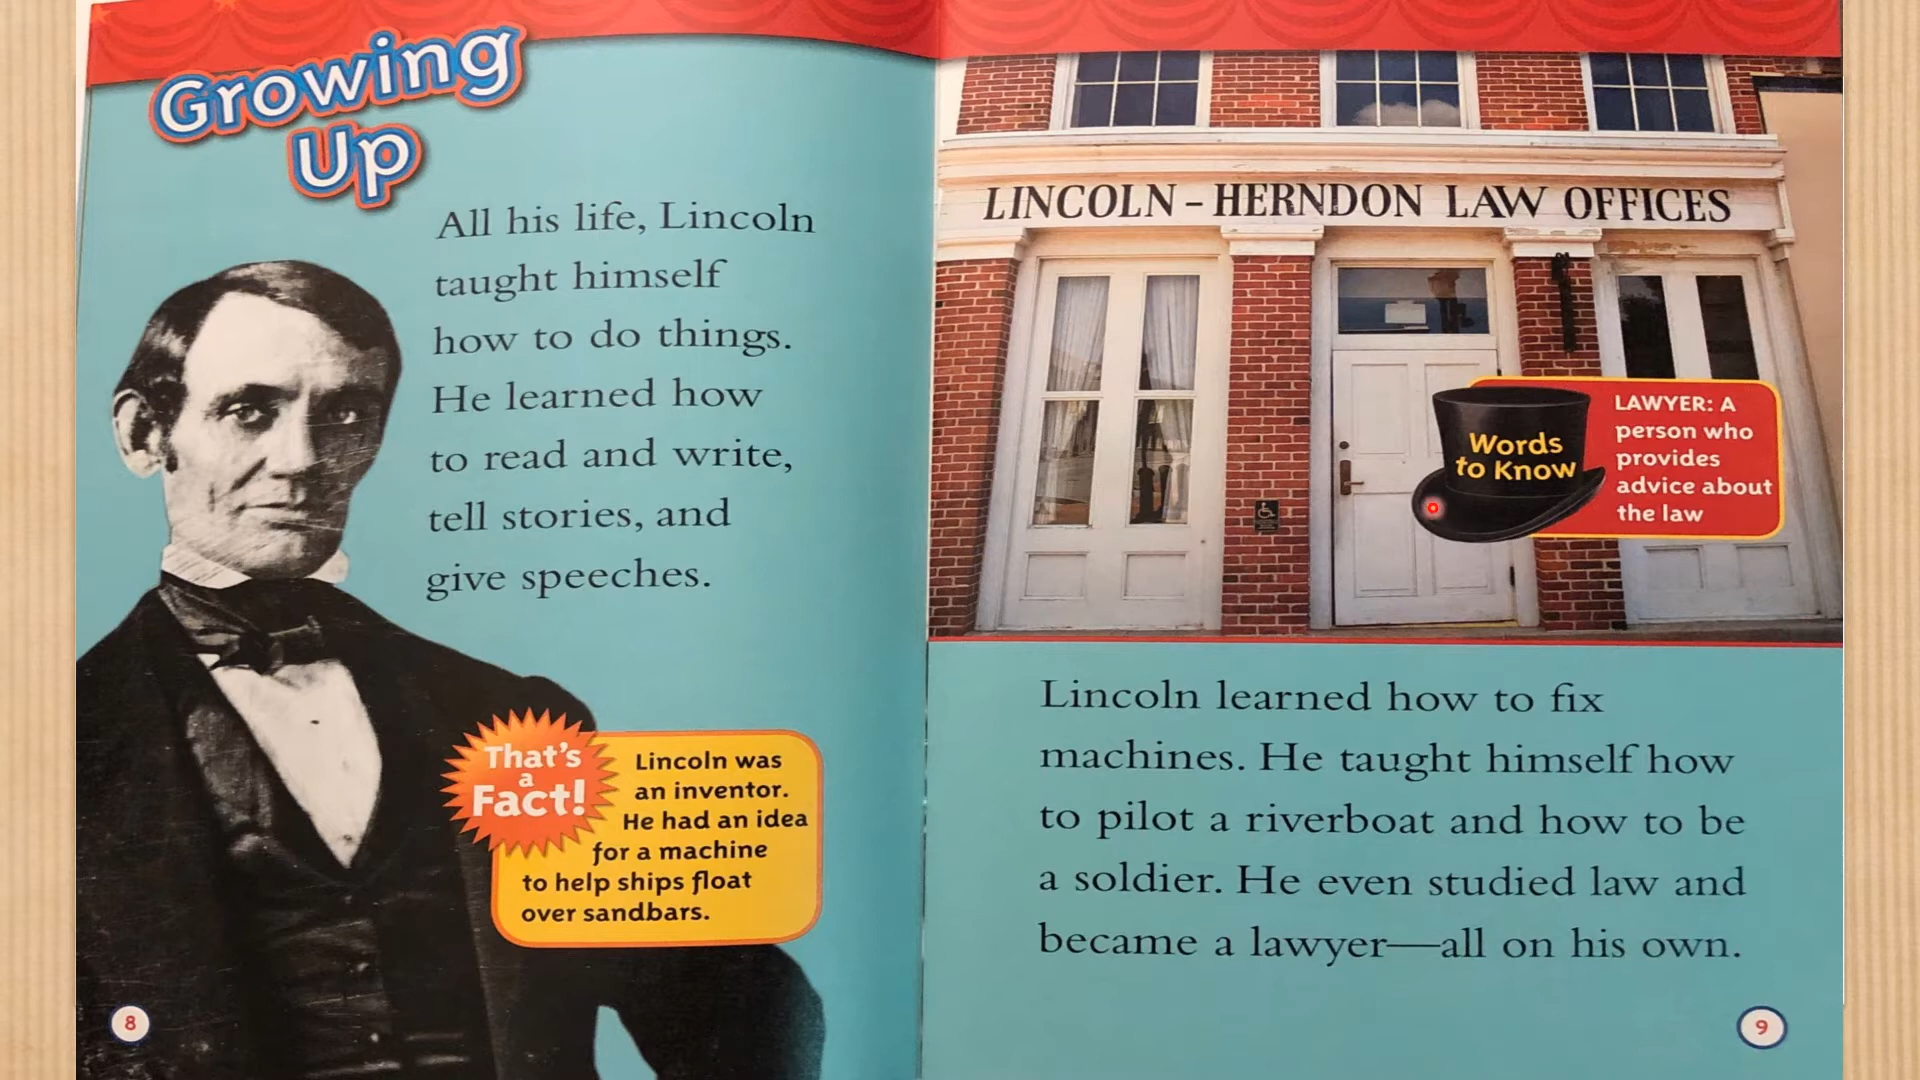 Growing
Up
All his life, Lincoln
taught himself
how to do things.
He learned how
to read and write,
tell stories, and
give speeches.
That's
a
Fact!
Lincoln was
an inventor.
He had an idea
for a machine
to help ships float
over sandbars.
8
LINCOLN-HERNDON LAW OFFICES
Words
to Know
LAWYER: A
person who
provides
advice about
the law
Lincoln learned how to fix
machines. He taught himself how
to pilot a riverboat and how to be
a soldier. He even studied law and
became a lawyer—all on his own.
9